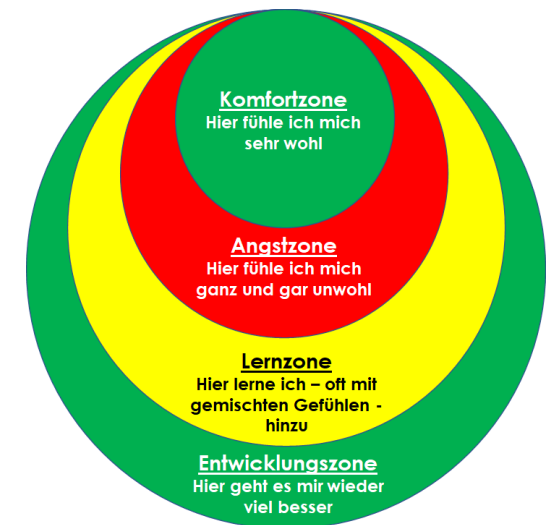 Komfortzone
Hier fühle ich mich
sehr wohl
Angstzone
Hier fühle ich mich
ganz und gar unwohl
Lernzone
Hier lerne ich – oft mit
gemischten Gefühlen -
hinzu
Entwicklungszone
Hier geht es mir wieder
viel besser